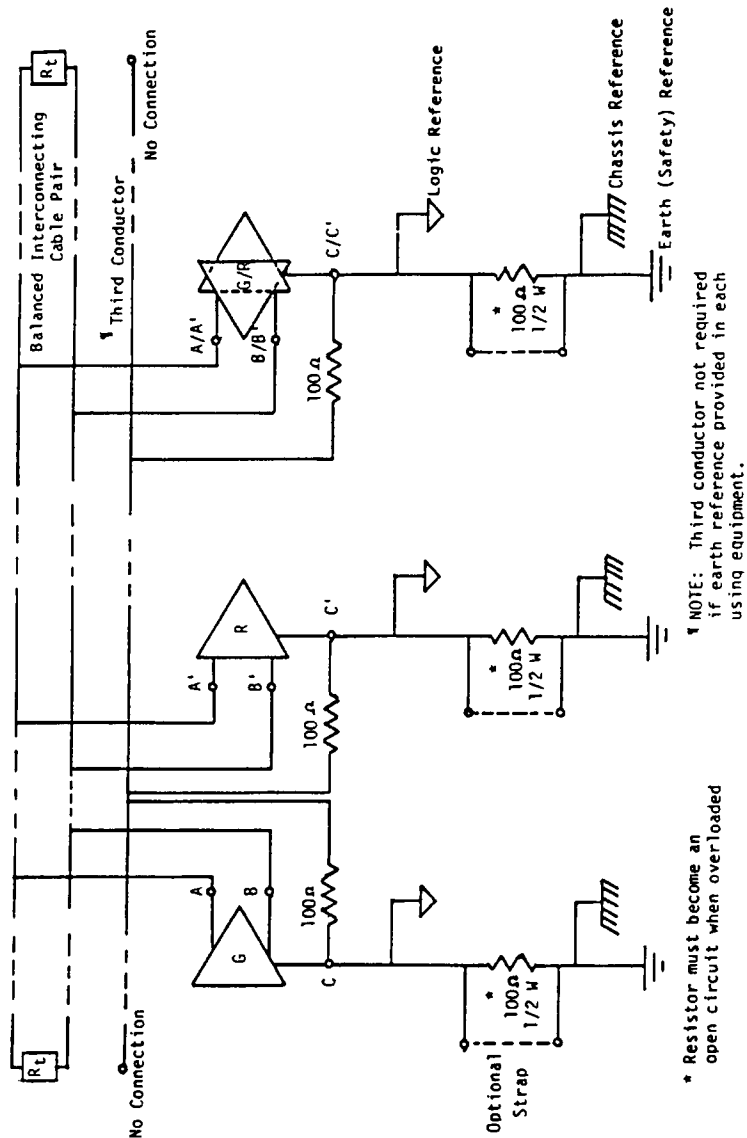 Rt
Balanced Interconnecting
Cable Pair
¶ Third Conductor
Rt
No Connection
No Connection
A
B
G
C
100Ω
A'
B'
R
C'
100Ω
A/A'
B/B'
G/R
C/C'
100Ω
Logic Reference
Optional
Strap
*
100Ω
1/2 W
*
100Ω
1/2 W
*
100Ω
1/2 W
Chassis Reference
Earth (Safety) Reference
* Resistor must become an
open circuit when overloaded
¶ NOTE: Third conductor not required
if earth reference provided in each
using equipment.